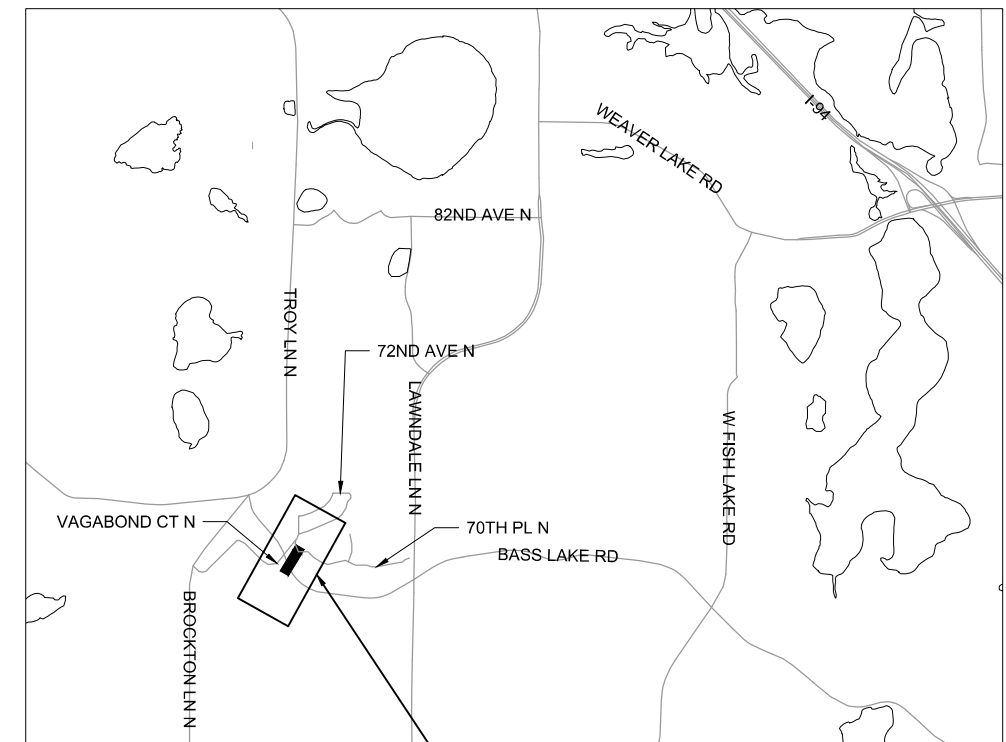 I-94
WEAVER LAKE RD
82ND AVE N
TROY LN N
72ND AVE N
LAWNDALE LN N
W FISH LAKE RD
VAGABOND CT N
70TH PL N
BASS LAKE RD
BROCKTON LN N